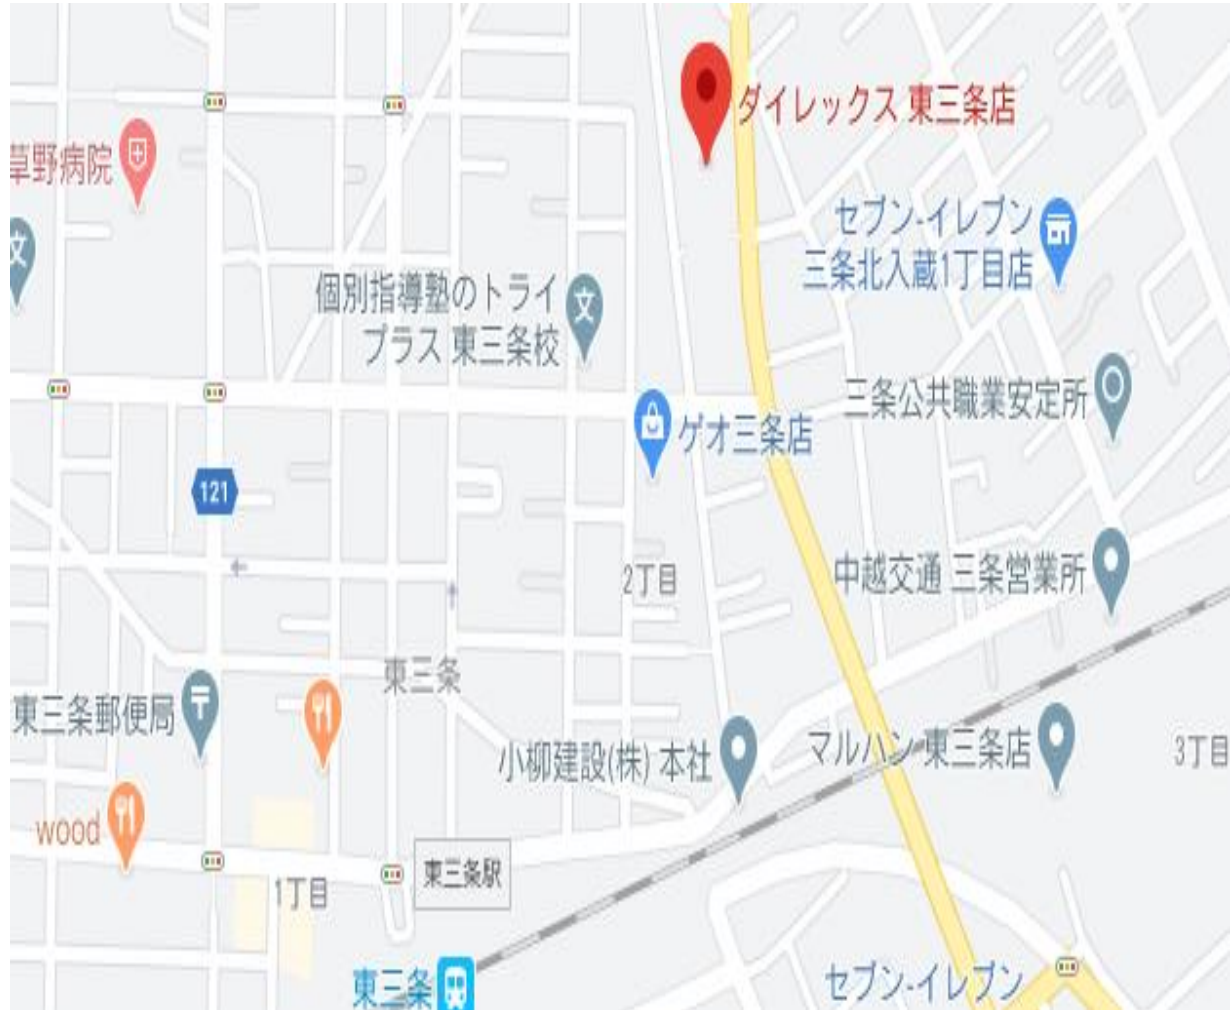 ダイレックス 東三条店
草野病院
文
セブン-イレブン
三条北入蔵1丁目店
個別指導塾のトライ
プラス 東三条校
文
三条公共職業安定所
ゲオ三条店
121
中越交通 三条営業所
2丁目
東三条
東三条郵便局
小柳建設(株) 本社
マルハン 東三条店
3丁目
wood
東三条駅
1丁目
東三条
セブン-イレブン